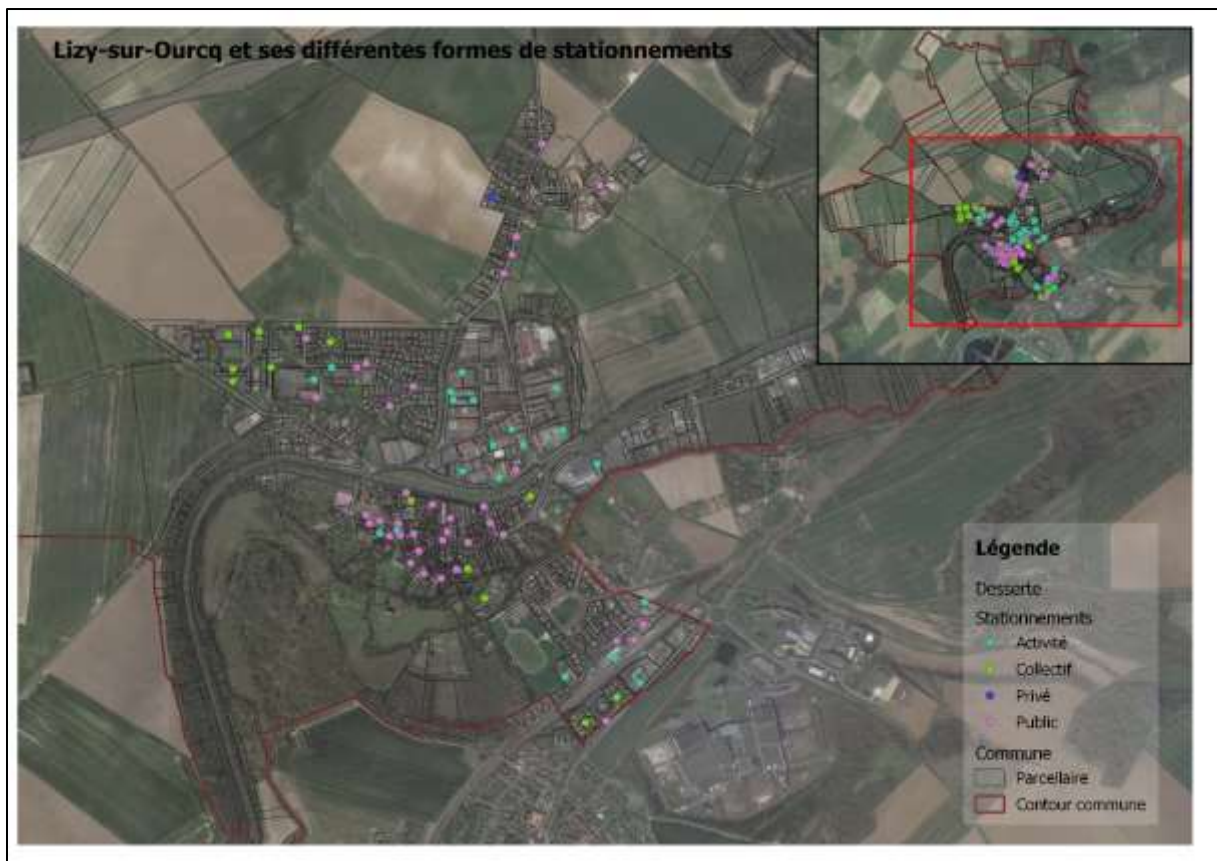 Lizy-sur-Ourcq et ses différentes formes de stationnements
Légende
Desserte
Stationnements
Activité
Collectif
Privé
Public
Commune
Parcellaire
Contour commune